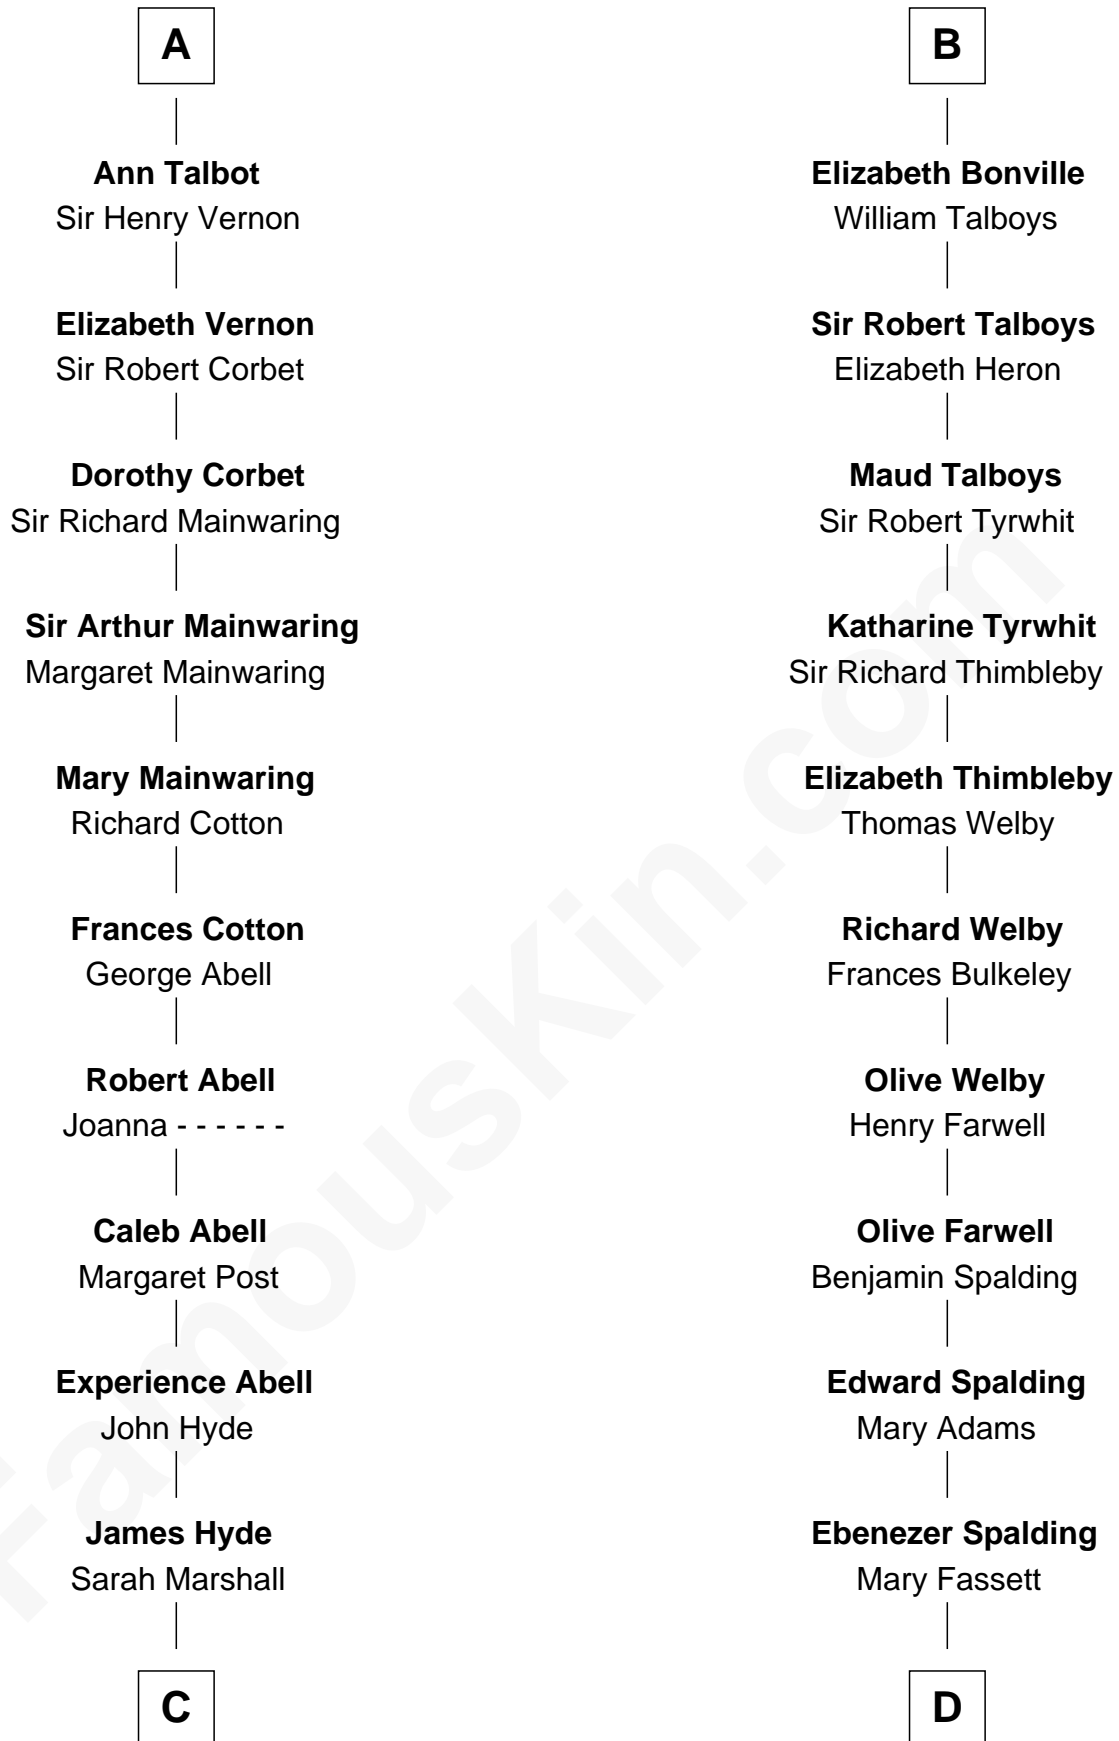 A
Ann Talbot
Sir Henry Vernon
Elizabeth Vernon
Sir Robert Corbet
Dorothy Corbet
Sir Richard Mainwaring
Sir Arthur Mainwaring
Margaret Mainwaring
Mary Mainwaring
Richard Cotton
Frances Cotton
George Abell
Robert Abell
Joanna - - - - - -
Caleb Abell
Margaret Post
Experience Abell
John Hyde
James Hyde
Sarah Marshall
C
B
Elizabeth Bonville
William Talboys
Sir Robert Talboys
Elizabeth Heron
Maud Talboys
Sir Robert Tyrwhit
Katharine Tyrwhit
Sir Richard Thimbleby
Elizabeth Thimbleby
Thomas Welby
Richard Welby
Frances Bulkeley
Olive Welby
Henry Farwell
Olive Farwell
Benjamin Spalding
Edward Spalding
Mary Adams
Ebenezer Spalding
Mary Fassett
D
FamousKin.com